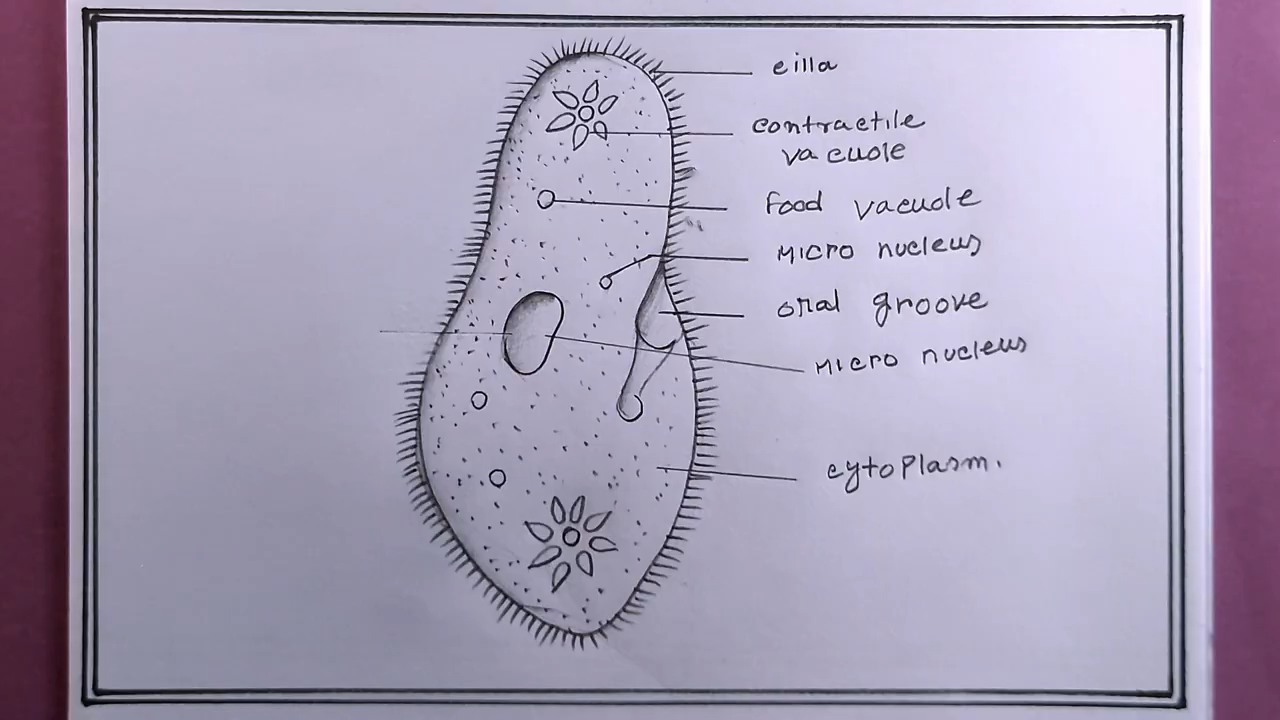 cilla
contractile
vacuole
Food vacuole
MICRO nucleus
oral groove
MICRO nucleus
cytoplasm.